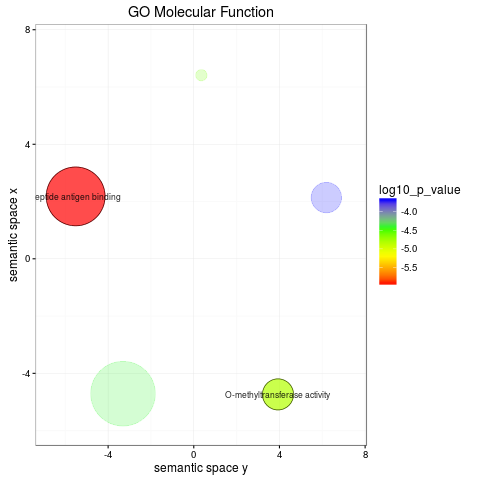 GO Molecular Function
8
4
0
-4
semantic space x
eptide antigen binding
O-methyltransferase activity
-4
0
4
8
semantic space y
log10_p_value
-4.0
-4.5
-5.0
-5.5